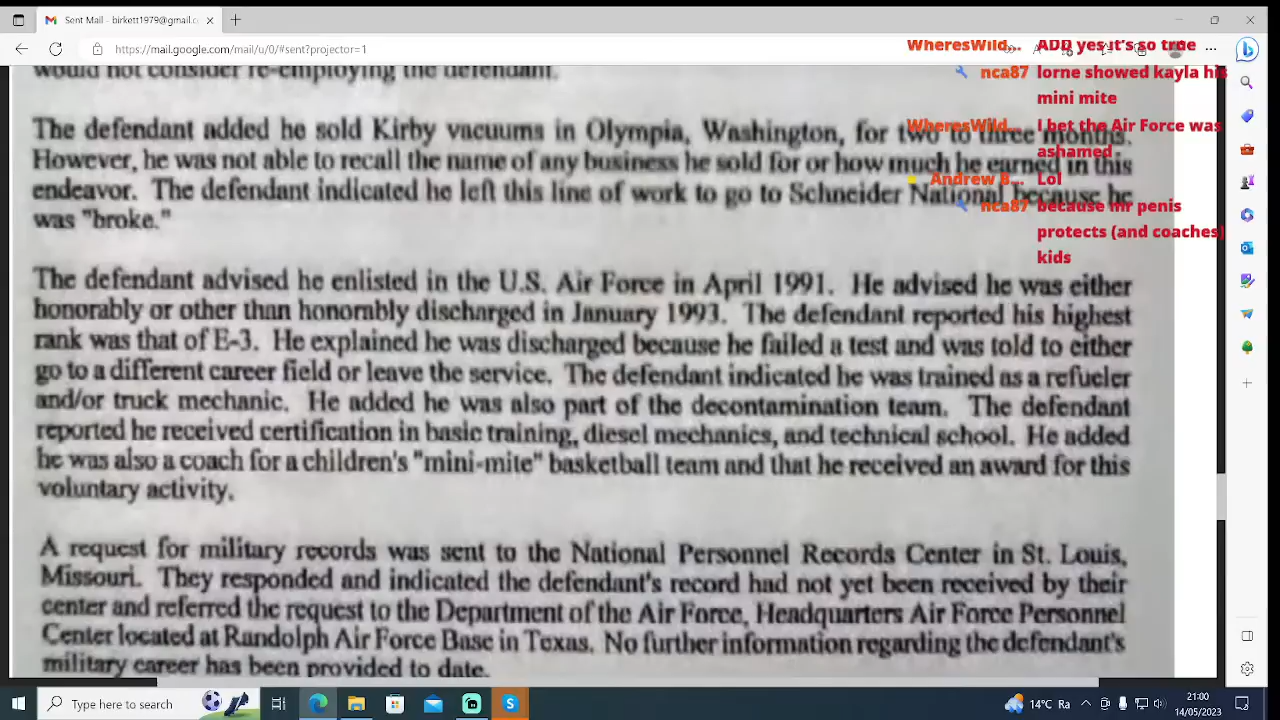 Sent Mail - birkett1979@gmail.c
https://mail.google.com/mail/u/0/#sent?projector=1
WheresWild... ADD yes it's so true
nca87 lorne showed kayla his
mini mite
WheresWild... I bet the Air Force was
ashamed
Andrew B... Lol
nca87 because mr penis
protects (and coaches)
kids
would not consider re-employing the defendant.
The defendant added he sold Kirby vacuums in Olympia, Washington, for two to three months.
However, he was not able to recall the name of any business he sold for or how much he earned in this
endeavor. The defendant indicated he left this line of work to go to Schneider National because he
was "broke."
The defendant advised he enlisted in the U.S. Air Force in April 1991. He advised he was either
honorably or other than honorably discharged in January 1993. The defendant reported his highest
rank was that of E-3. He explained he was discharged because he failed a test and was told to either
go to a different career field or leave the service. The defendant indicated he was trained as a refueler
and/or truck mechanic. He added he was also part of the decontamination team. The defendant
reported he received certification in basic training, diesel mechanics, and technical school. He added
he was also a coach for a children's "mini-mite" basketball team and that he received an award for this
voluntary activity.
A request for military records was sent to the National Personnel Records Center in St. Louis,
Missouri. They responded and indicated the defendant's record had not yet been received by their
center and referred the request to the Department of the Air Force, Headquarters Air Force Personnel
Center located at Randolph Air Force Base in Texas. No further information regarding the defendant's
military career has been provided to date.
Type here to search
14°C Ra
21:00
14/05/2023